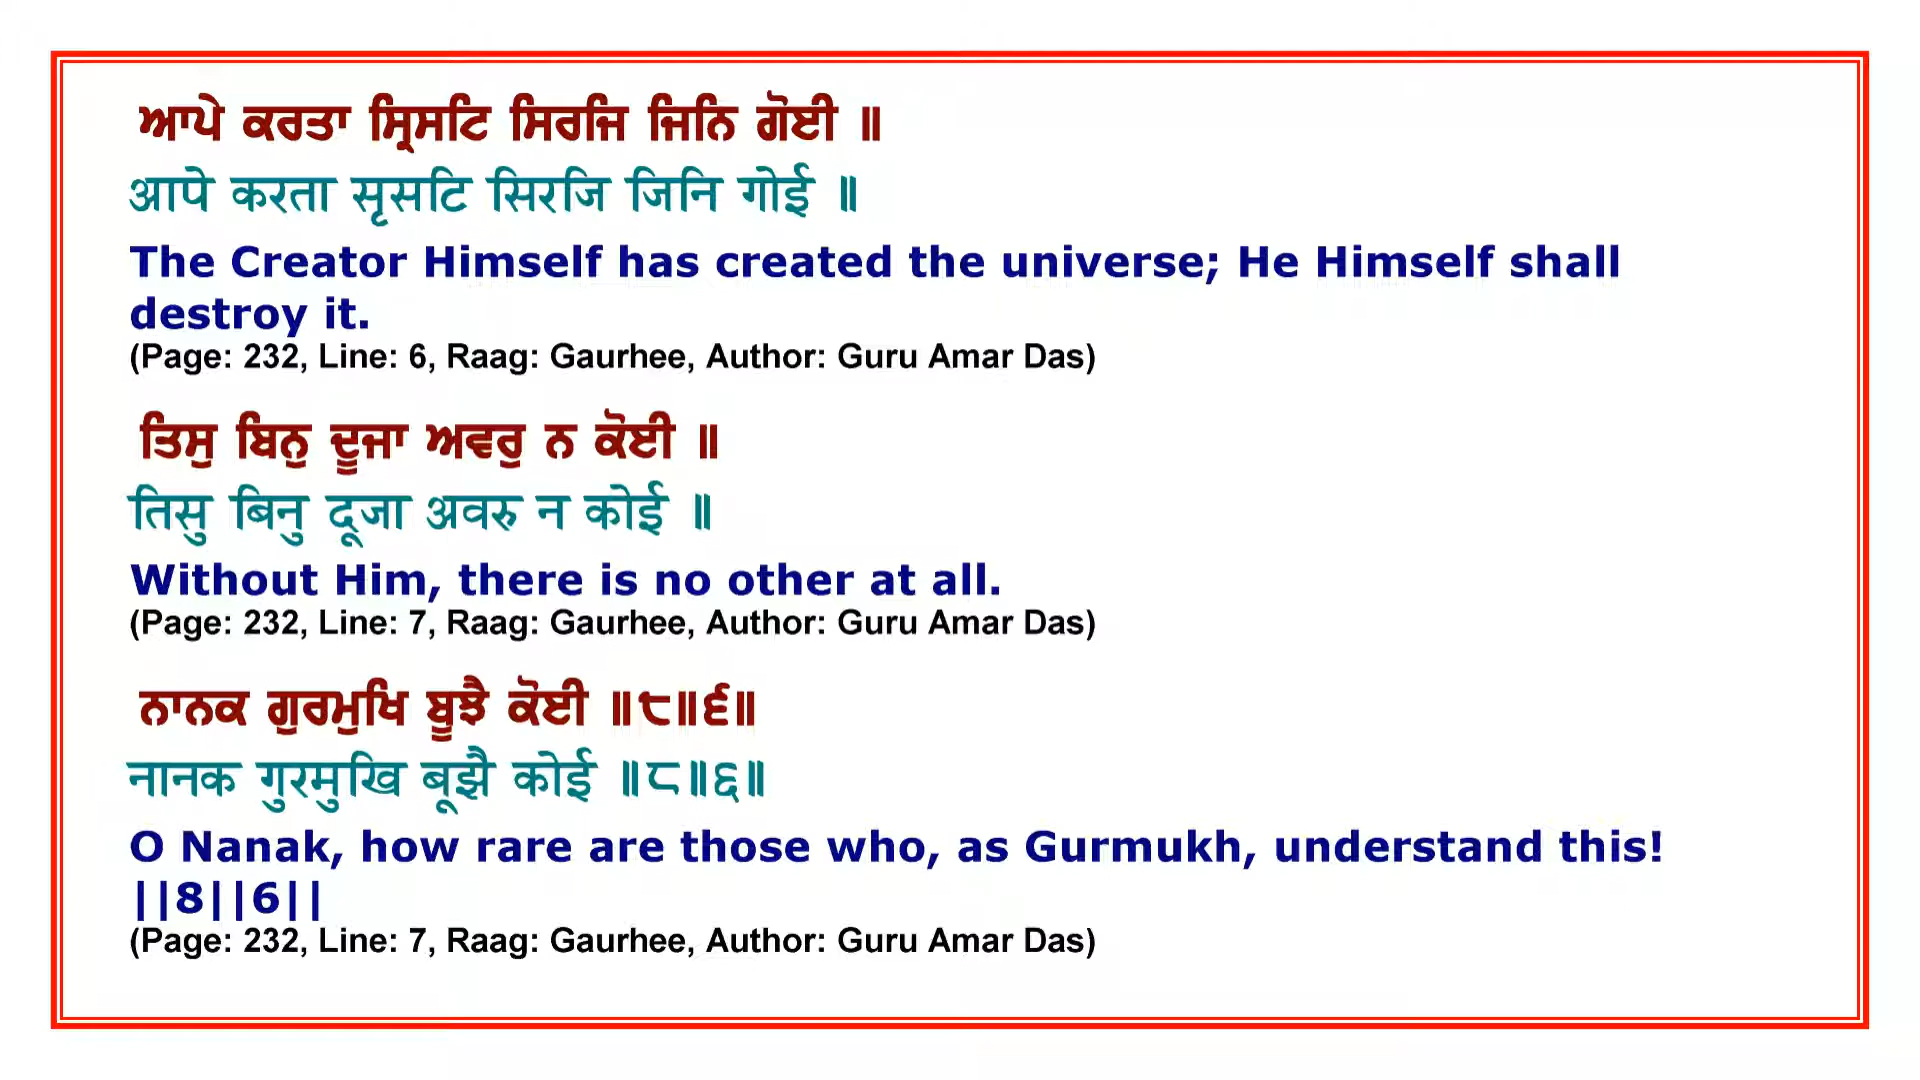 ਆਪੇ ਕਰਤਾ ਸ੍ਰਿਸਟਿ ਸਿਰਜਿ ਜਿਨਿ ਗੋਈ ॥
आपे करता सृसटि सिरजि जिनि गोई ॥
The Creator Himself has created the universe; He Himself shall
destroy it.
(Page: 232, Line: 6, Raag: Gaurhee, Author: Guru Amar Das)
ਤਿਸੁ ਬਿਨੁ ਦੂਜਾ ਅਵਰੁ ਨ ਕੋਈ ॥
तिसु बिनु दूजा अवरु न कोई ॥
Without Him, there is no other at all.
(Page: 232, Line: 7, Raag: Gaurhee, Author: Guru Amar Das)
ਨਾਨਕ ਗੁਰਮੁਖਿ ਬੂਝੈ ਕੋਈ ॥੮॥੬॥
नानक गुरमुखि बूझै कोई ॥८॥६॥
O Nanak, how rare are those who, as Gurmukh, understand this!
||8||6||
(Page: 232, Line: 7, Raag: Gaurhee, Author: Guru Amar Das)